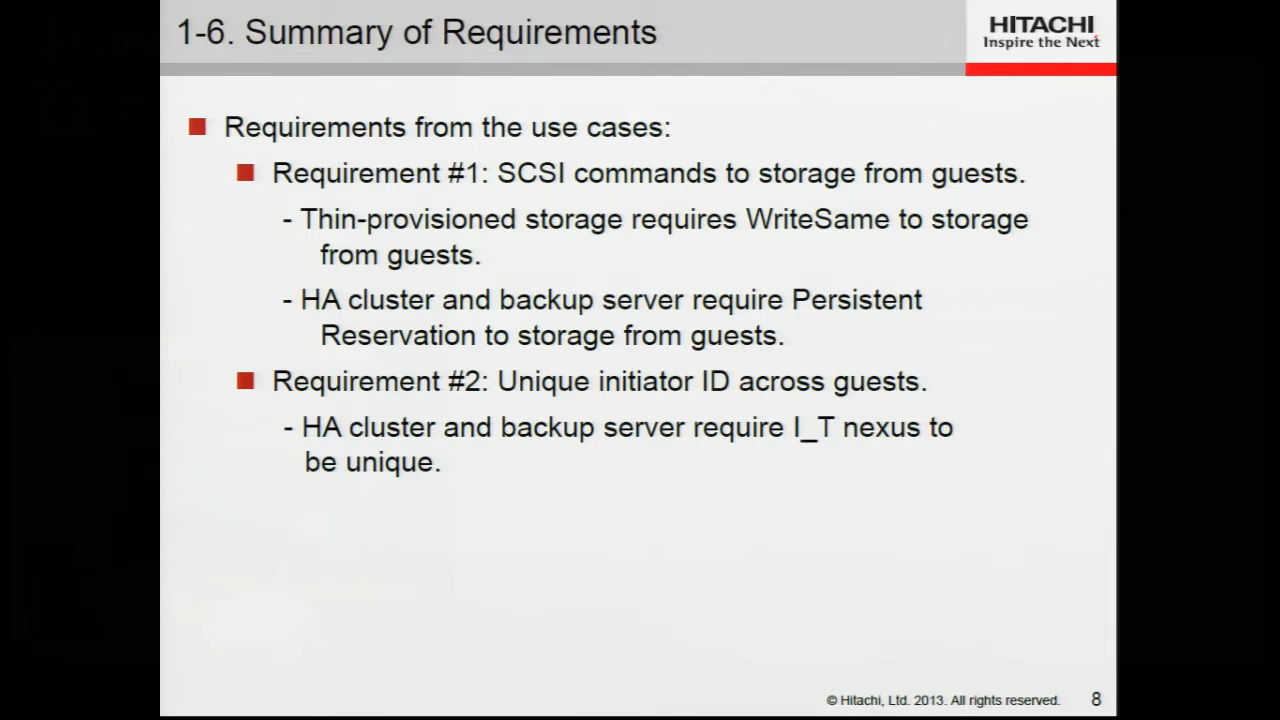 1-6. Summary of Requirements
HITACHI
Inspire the Next
Requirements from the use cases:
Requirement #1: SCSI commands to storage from guests.
- Thin-provisioned storage requires WriteSame to storage
from guests.
- HA cluster and backup server require Persistent
Reservation to storage from guests.
Requirement #2: Unique initiator ID across guests.
- HA cluster and backup server require I_T nexus to
be unique.
© Hitachi, Ltd. 2013. All rights reserved. 8